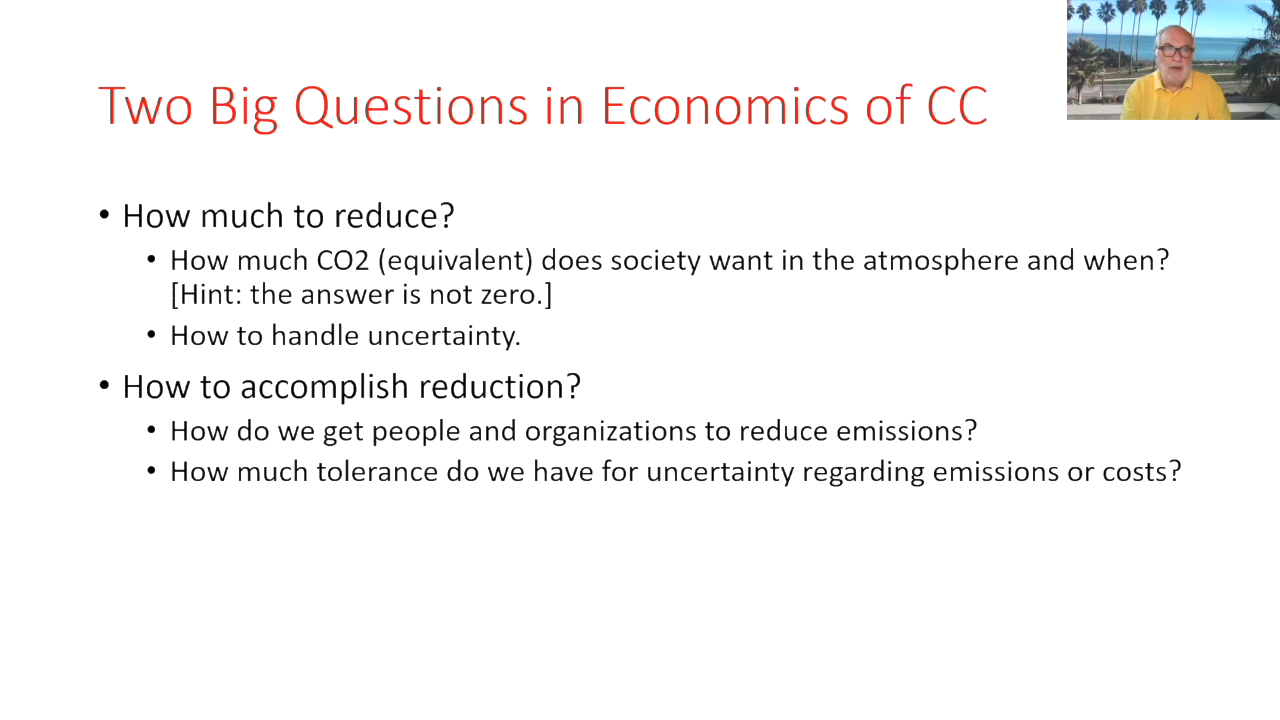 Two Big Questions in Economics of CC
• How much to reduce?
• How much CO2 (equivalent) does society want in the atmosphere and when?
[Hint: the answer is not zero.]
• How to handle uncertainty.
• How to accomplish reduction?
• How do we get people and organizations to reduce emissions?
• How much tolerance do we have for uncertainty regarding emissions or costs?